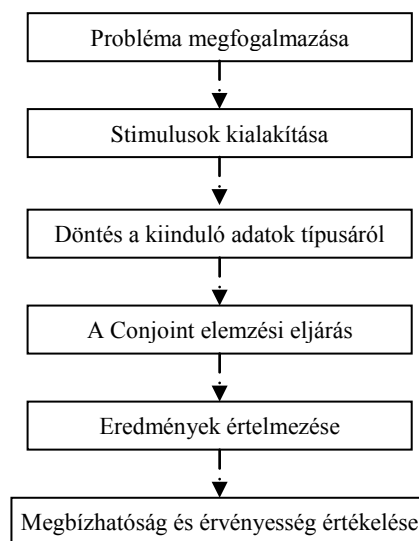 Probléma megfogalmazása
Stimulusok kialakítása
Döntés a kiinduló adatok típusáról
A Conjoint elemzési eljárás
Eredmények értelmezése
Megbízhatóság és érvényesség értékelése